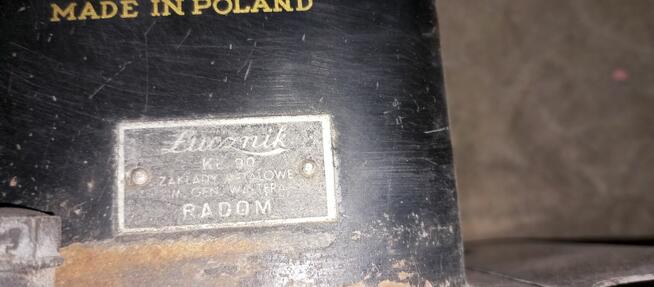 MADE IN POLAND
Łucznik
KL. 90
ZAKŁADY METALOWE
IM. GEN. WALTERA
RADOM